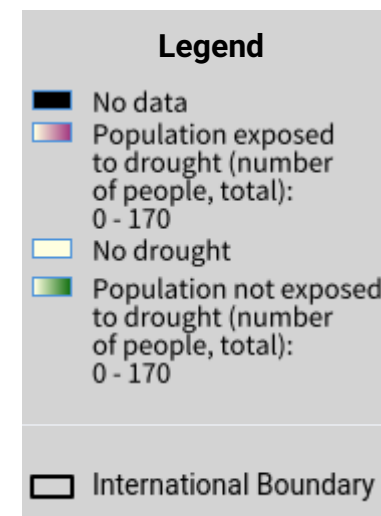 Legend
No data
Population exposed
to drought (number
of people, total):
0 - 170
No drought
Population not exposed
to drought (number
of people, total):
0 - 170
International Boundary